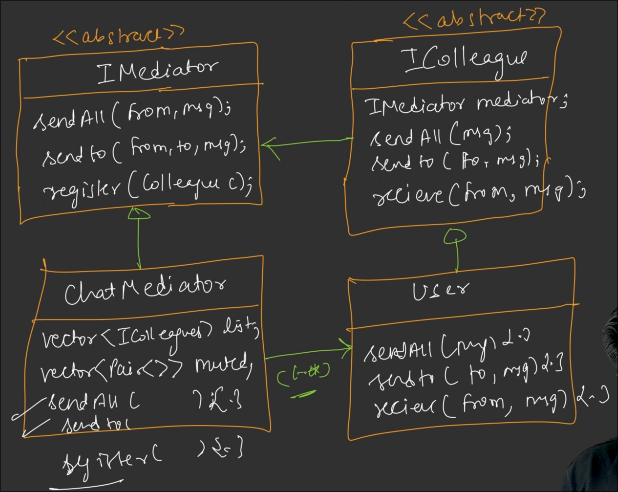 <<abstract>>
IMediator
sendAll(from, msg);
sendto(from, to, msg);
register(Colleague c);
<<abstract>>
IColleague
IMediator mediator;
sendAll(msg);
sendto(to, msg);
recieve(from, msg);
ChatMediator
vector<IColleagues> list;
vector<Pair<>> muted;
sendAll( ){..}
sendto(
register( ){..}
User
sendAll(msg){..}
sendto(to, msg){..}
recieve(from, msg){..}